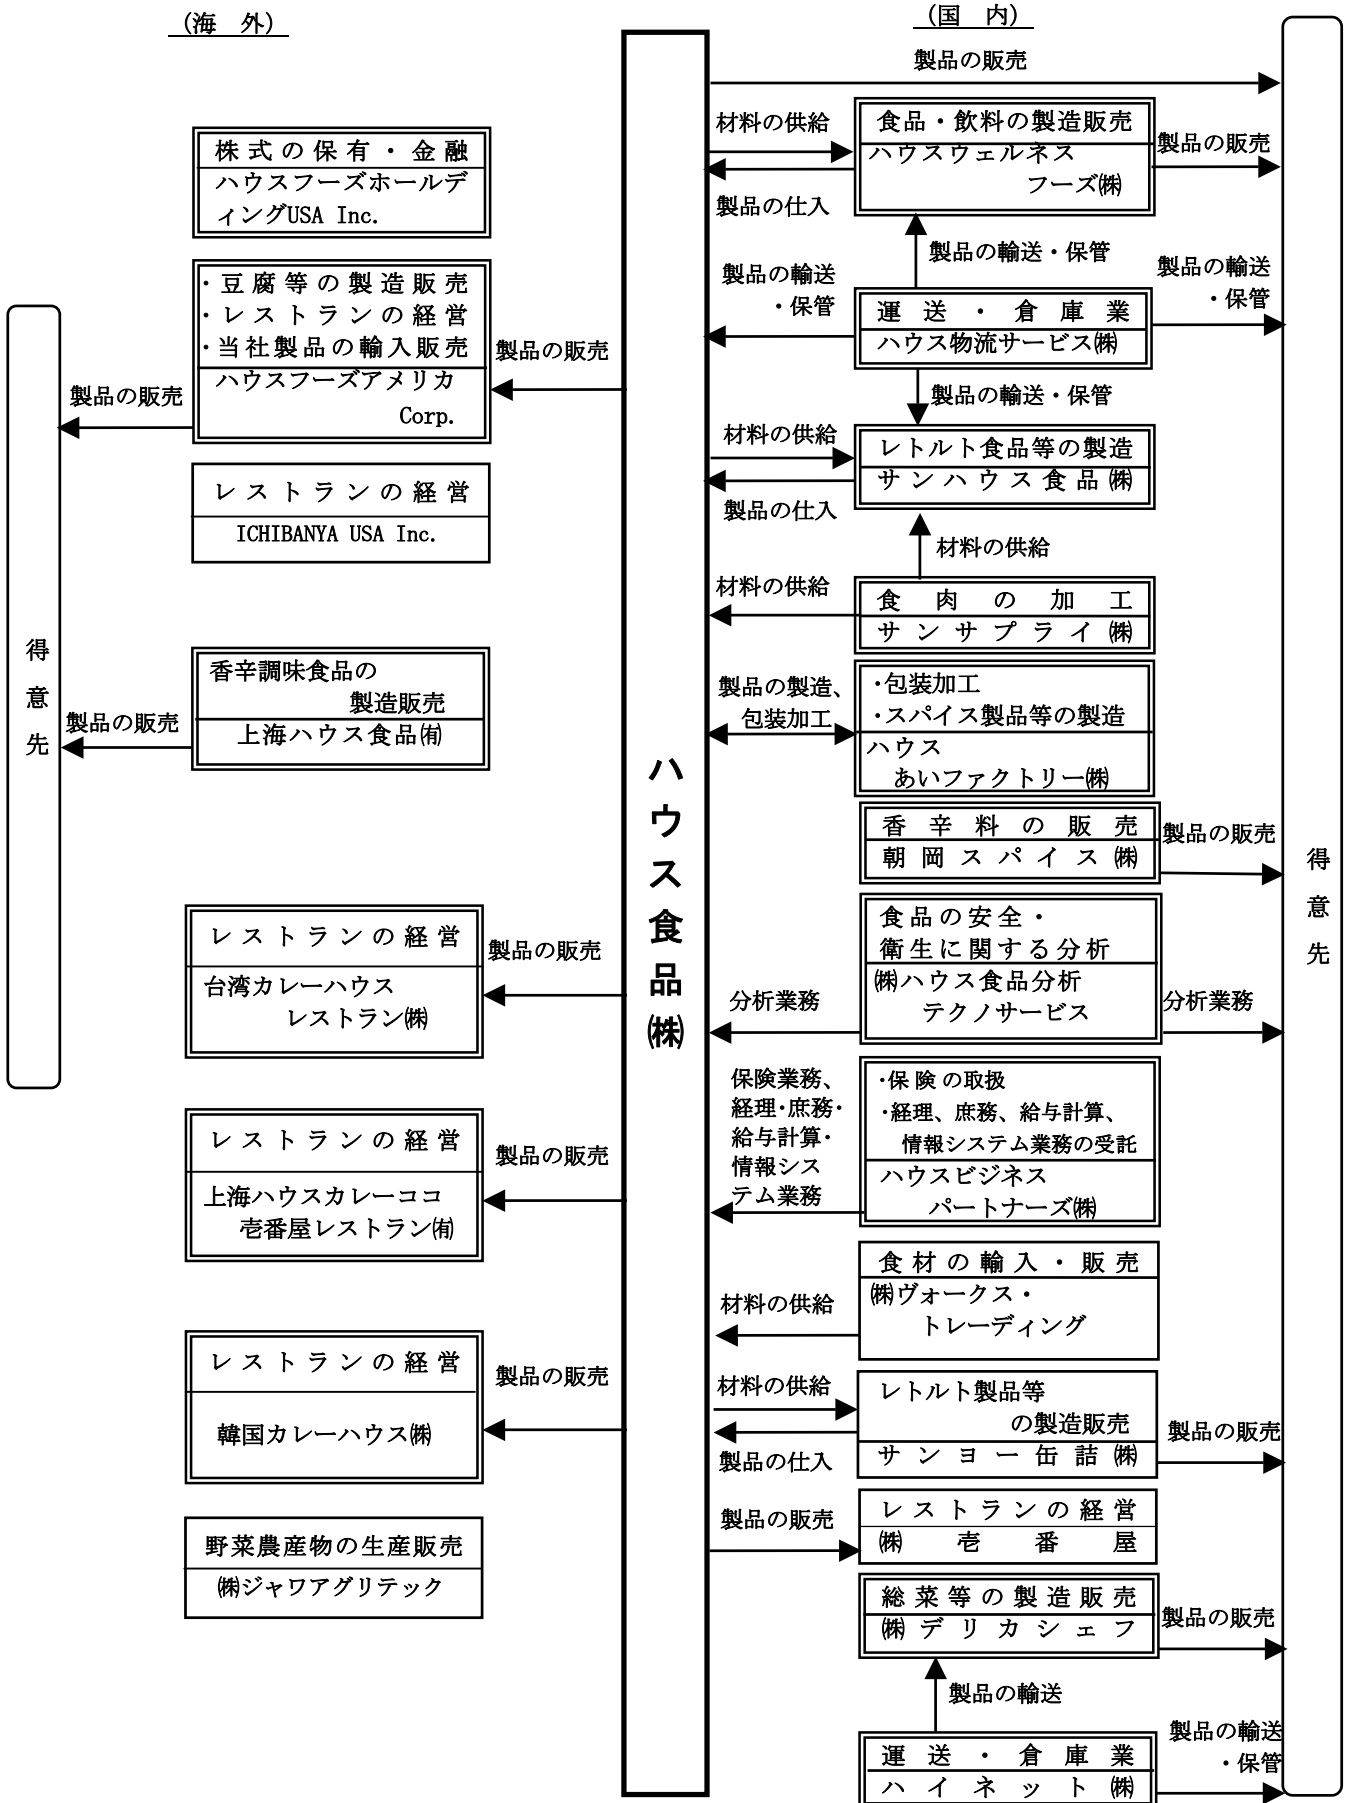 (海 外)
株式の保有・金融
ハウスフーズホールデ
ィングUSA Inc.
・豆腐等の製造販売
・レストランの経営
・当社製品の輸入販売
ハウスフーズアメリカ
Corp.
製品の販売
製品の販売
レストランの経営
ICHIBANYA USA Inc.
得
意
先
香辛調味食品の
製造販売
上海ハウス食品㈲
製品の販売
レストランの経営
台湾カレーハウス
レストラン㈱
製品の販売
レストランの経営
上海ハウスカレーココ
壱番屋レストラン㈲
製品の販売
レストランの経営
韓国カレーハウス㈱
製品の販売
野菜農産物の生産販売
㈱ジャワアグリテック
ハ
ウ
ス
食
品
㈱
(国 内)
製品の販売
材料の供給
食品・飲料の製造販売
ハウスウェルネス
フーズ㈱
製品の販売
製品の仕入
製品の輸送・保管
製品の輸送
・保管
運送・倉庫業
ハウス物流サービス㈱
製品の輸送
・保管
製品の輸送・保管
材料の供給
レトルト食品等の製造
サンハウス食品㈱
製品の仕入
材料の供給
材料の供給
食肉の加工
サンサプライ㈱
製品の製造、
包装加工
・包装加工
・スパイス製品等の製造
ハウス
あいファクトリー㈱
香辛料の販売
朝岡スパイス㈱
製品の販売
得
意
先
食品の安全・
衛生に関する分析
㈱ハウス食品分析
テクノサービス
分析業務
分析業務
保険業務、
経理・庶務・
給与計算・
情報シス
テム業務
・保険の取扱
・経理、庶務、給与計算、
情報システム業務の受託
ハウスビジネス
パートナーズ㈱
食材の輸入・販売
㈱ヴォークス・
トレーディング
材料の供給
材料の供給
レトルト製品等
の製造販売
サンヨー缶詰㈱
製品の販売
製品の仕入
製品の販売
レストランの経営
㈱壱番屋
総菜等の製造販売
㈱デリカシェフ
製品の販売
製品の輸送
運送・倉庫業
ハイネット㈱
製品の輸送
・保管